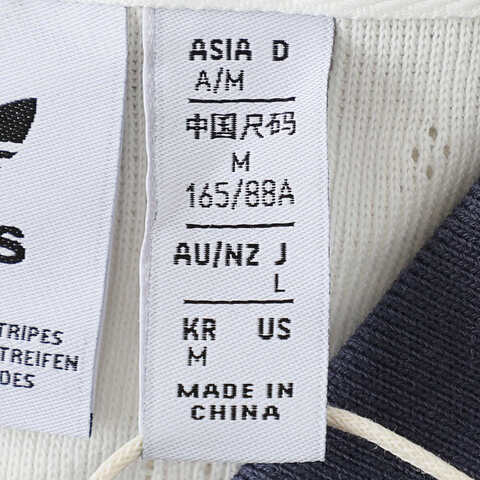 ASIA D
A/M
中国尺码
M
165/88A
AU/NZ J
L
KR US
M
MADE IN
CHINA
TRIPES
TREIFEN
DES